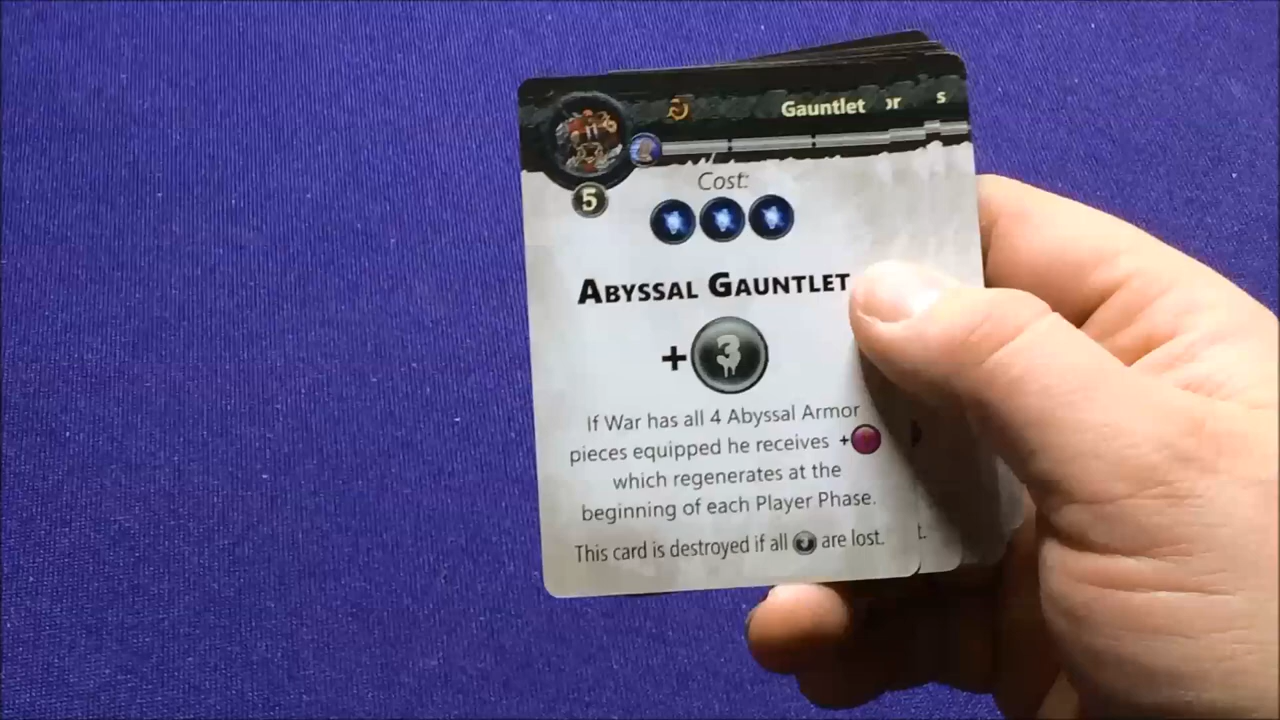 Gauntlet or s
5
Cost:
ABYSSAL GAUNTLET
+3
If War has all 4 Abyssal Armor
pieces equipped he receives +
which regenerates at the
beginning of each Player Phase.
This card is destroyed if all are lost.
t.